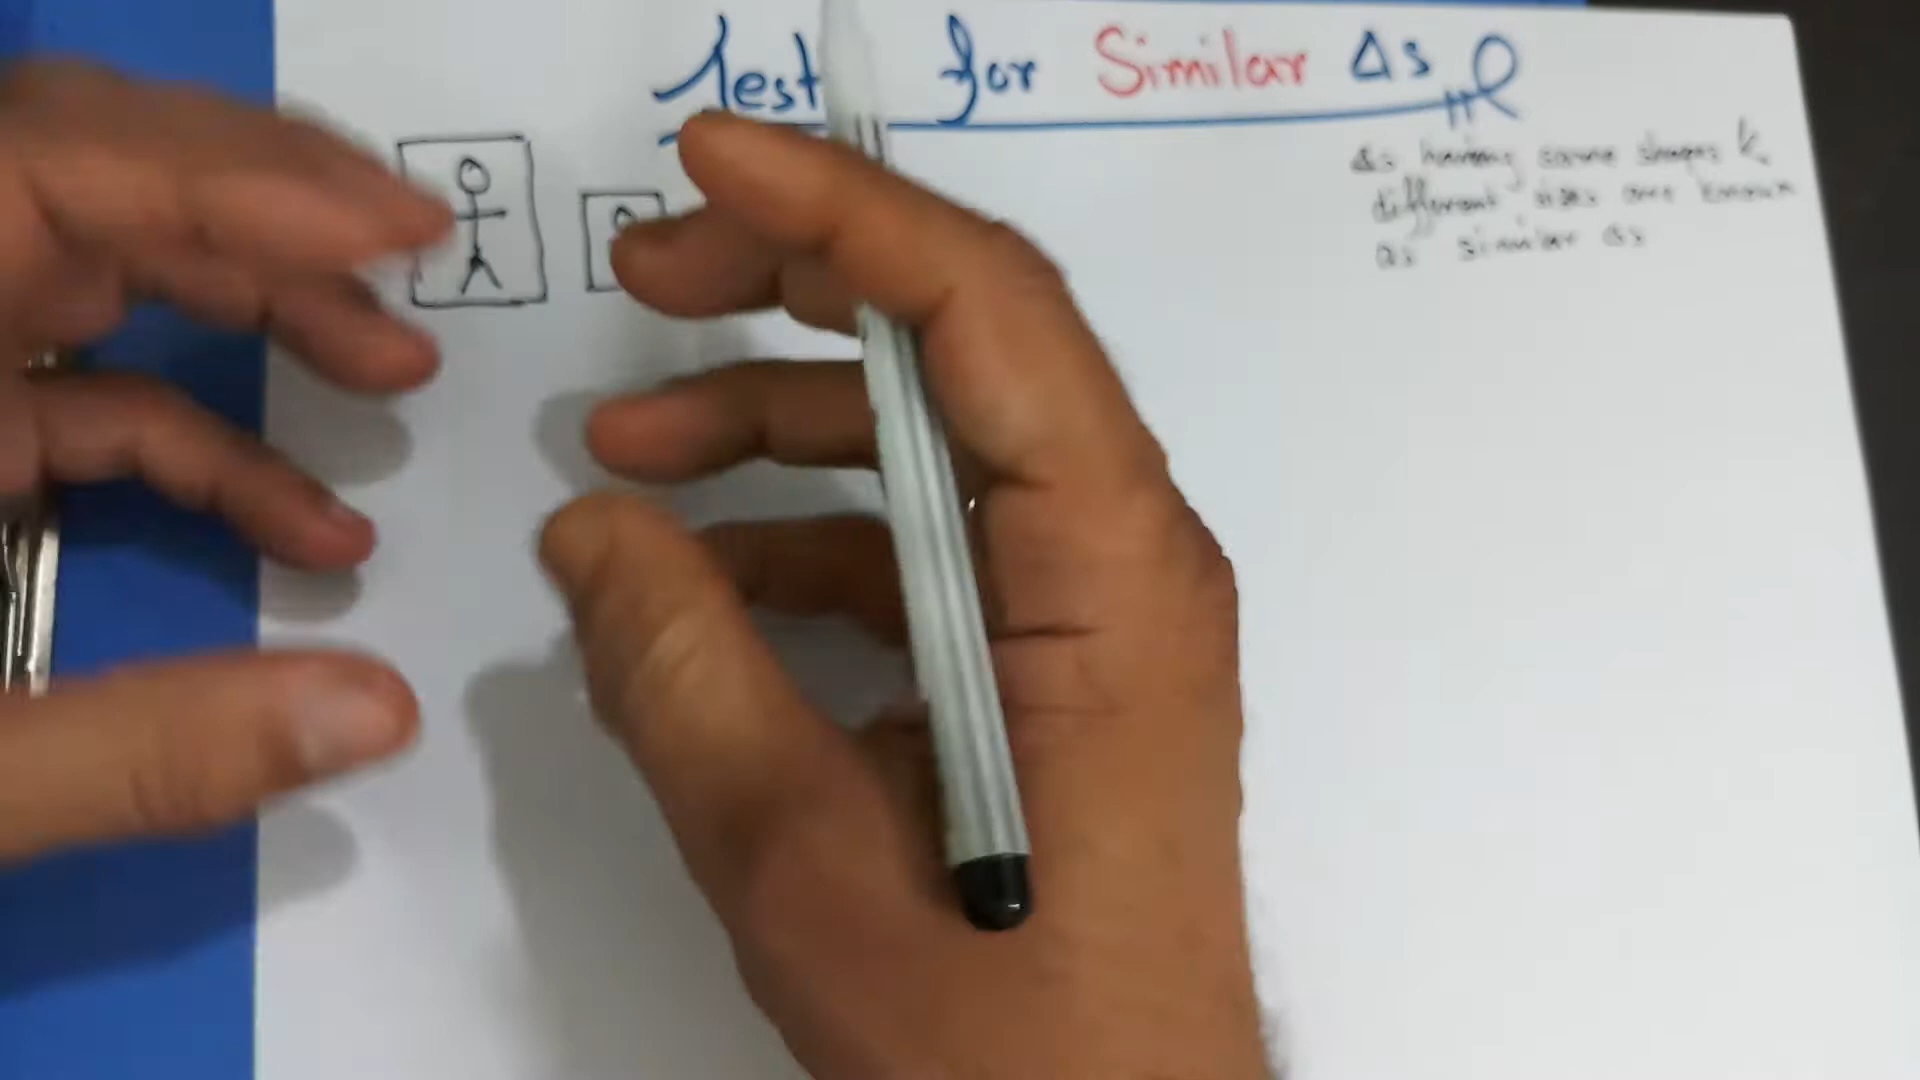 Test for Similar Δs
Δs having same shapes &
different sizes are known
as similar Δs